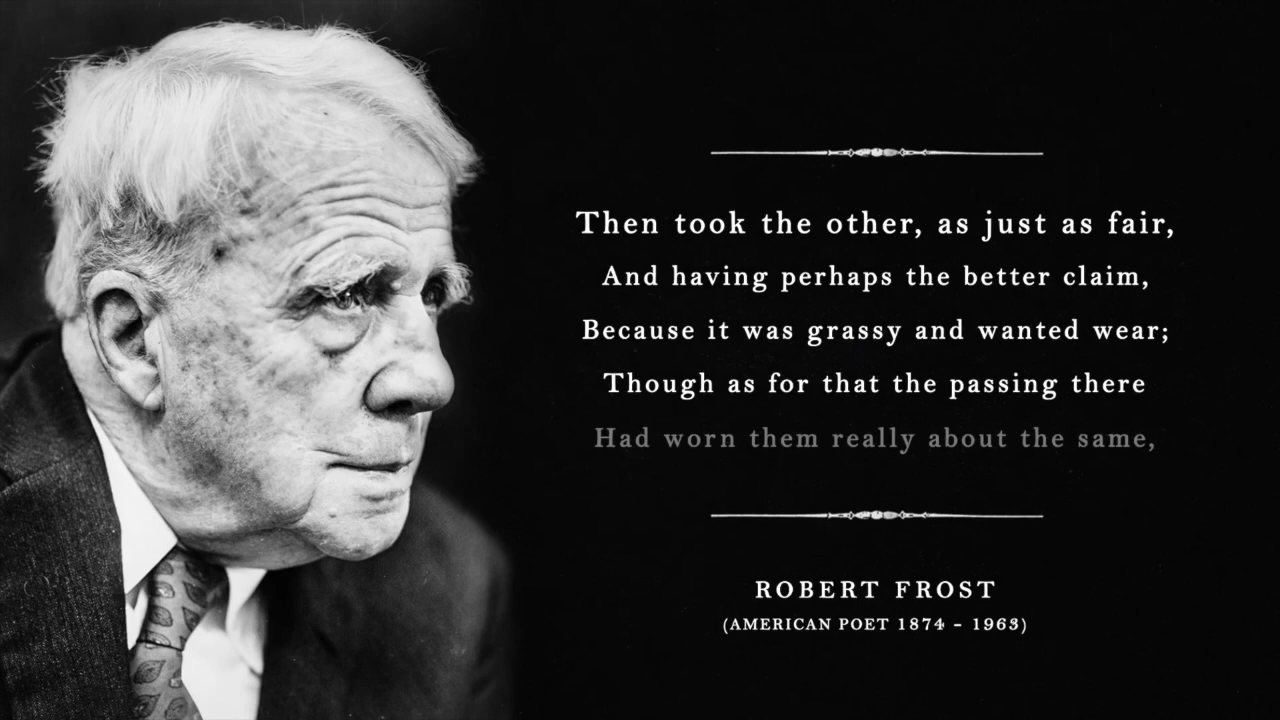 Then took the other, as just as fair,
And having perhaps the better claim,
Because it was grassy and wanted wear;
Though as for that the passing there
Had worn them really about the same,
ROBERT FROST
(AMERICAN POET 1874 – 1963)